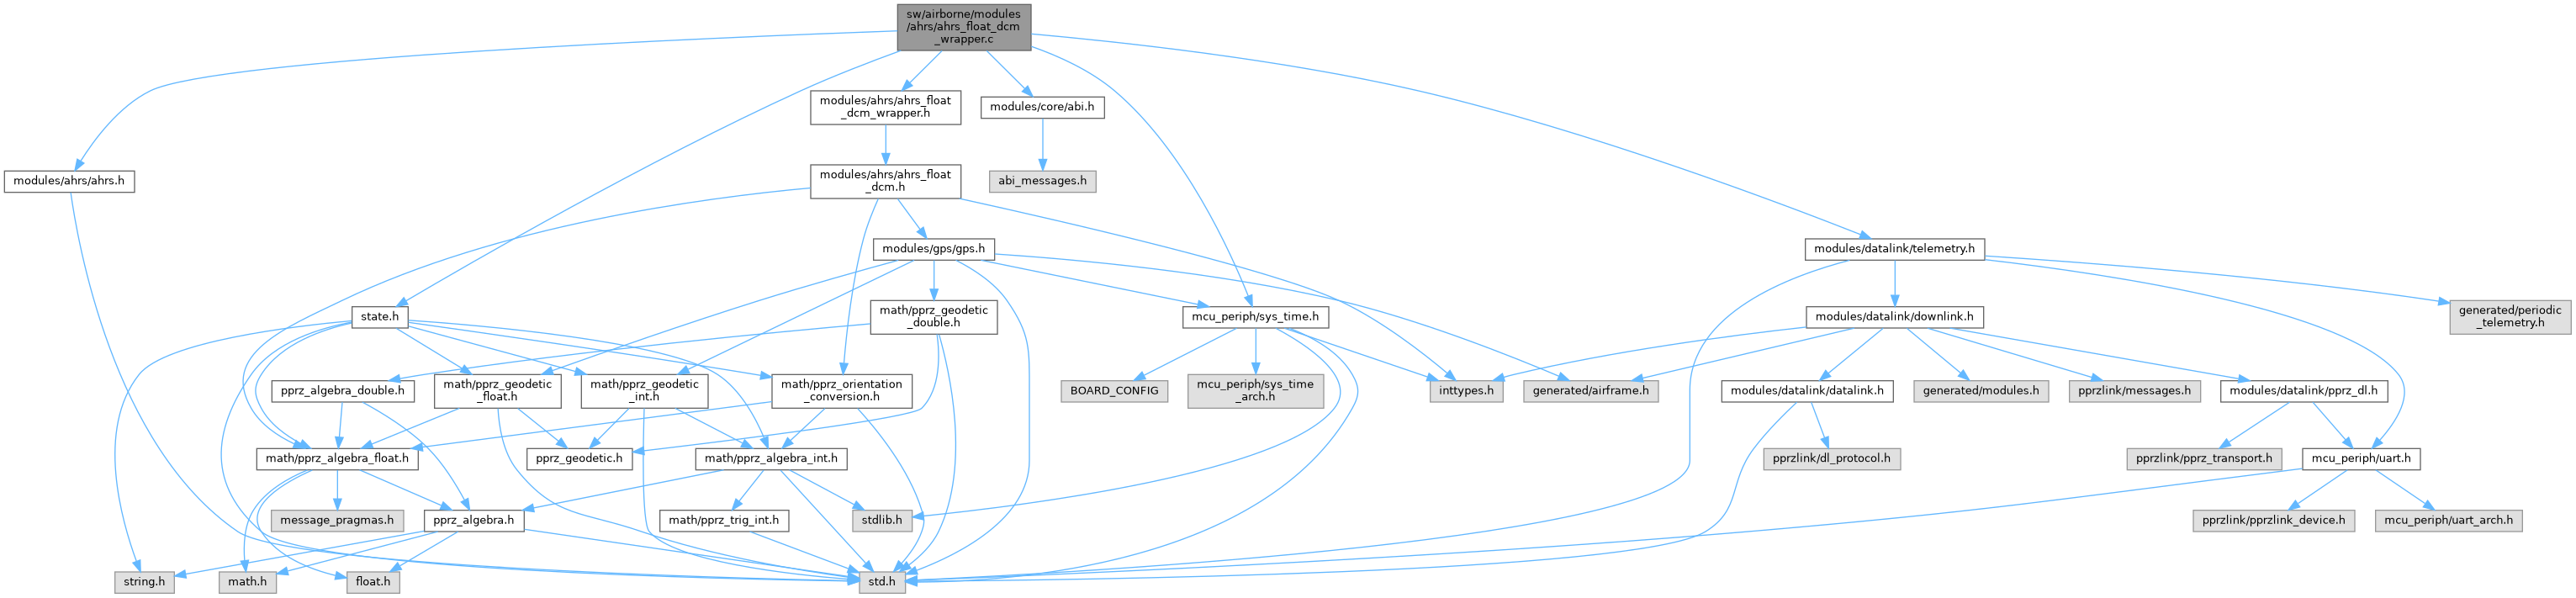 sw/airborne/modules
/ahrs/ahrs_float_dcm
_wrapper.c
modules/ahrs/ahrs_float
_dcm_wrapper.h
modules/core/abi.h
modules/ahrs/ahrs.h
modules/ahrs/ahrs_float
_dcm.h
abi_messages.h
modules/gps/gps.h
modules/datalink/telemetry.h
state.h
math/pprz_geodetic
_double.h
mcu_periph/sys_time.h
modules/datalink/downlink.h
generated/periodic
_telemetry.h
pprz_algebra_double.h
math/pprz_geodetic
_float.h
math/pprz_geodetic
_int.h
math/pprz_orientation
_conversion.h
BOARD_CONFIG
mcu_periph/sys_time
_arch.h
inttypes.h
generated/airframe.h
modules/datalink/datalink.h
generated/modules.h
pprzlink/messages.h
modules/datalink/pprz_dl.h
math/pprz_algebra_float.h
pprz_geodetic.h
math/pprz_algebra_int.h
pprzlink/dl_protocol.h
pprzlink/pprz_transport.h
mcu_periph/uart.h
message_pragmas.h
pprz_algebra.h
math/pprz_trig_int.h
stdlib.h
pprzlink/pprzlink_device.h
mcu_periph/uart_arch.h
string.h
math.h
float.h
std.h